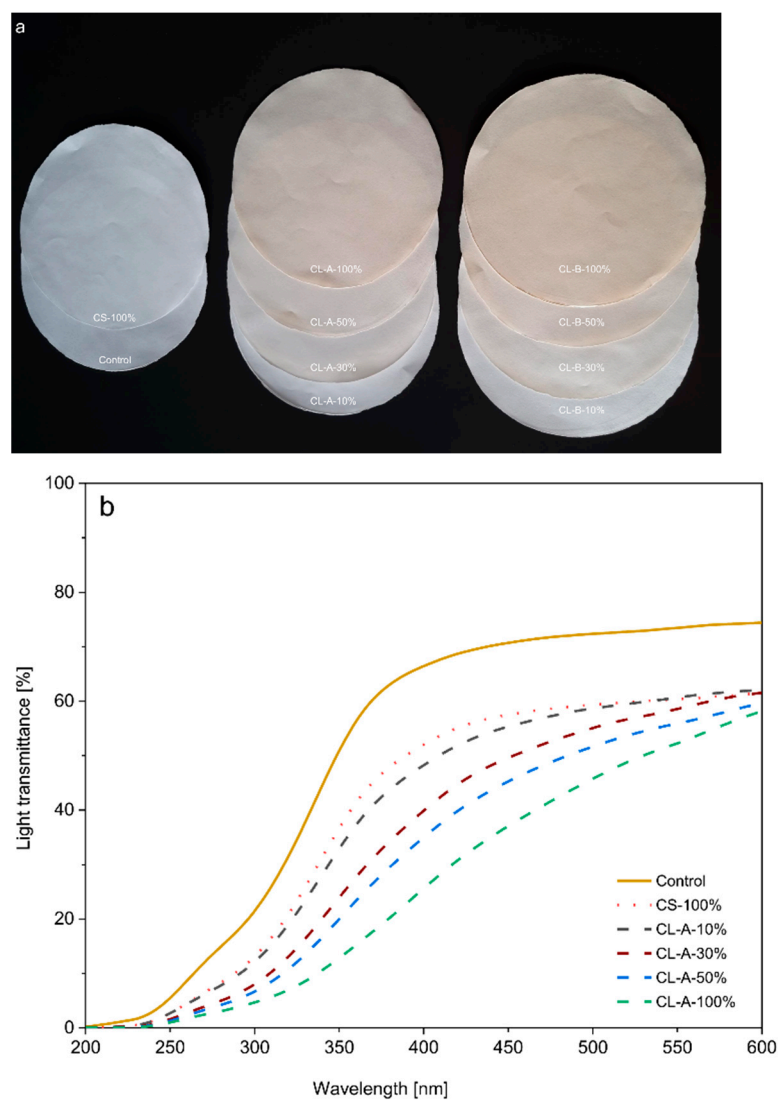 a
CL-A-100%
CL-B-100%
CS-100%
CL-A-50%
CL-B-50%
Control
CL-A-30%
CL-B-30%
CL-A-10%
CL-B-10%
b
100
80
60
40
20
0
Light transmittance [%]
Control
CS-100%
CL-A-10%
CL-A-30%
CL-A-50%
CL-A-100%
200 250 300 350 400 450 500 550 600
Wavelength [nm]